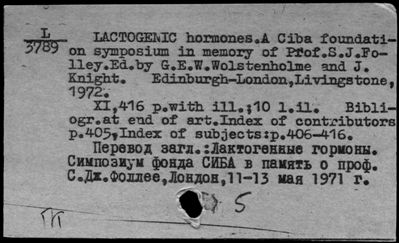 L
3789
LACTOGENIC hormones.A Ciba foundati-
on symposium in memory of Prof.S.J.Fo-
lley.Ed.by G.E.W.Wolstenholme and J.
Knight. Edinburgh-London,Livingstone,
1972.
XI,416 p.with ill.;10 l.il. Bibli-
ogr.at end of art.Index of contributors
p.405,Index of subjects:p.406-416.
Перевод загл.:Лактогенные гормоны.
Симпозиум фонда СИБА в память о проф.
С.Дж.Фоллее,Лондон,11-13 мая 1971 г.
5
ГК